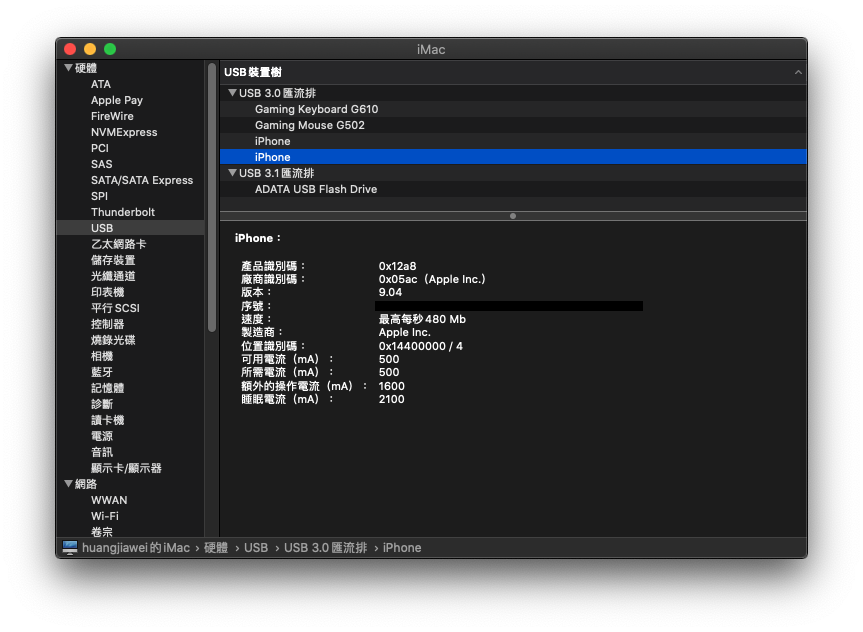 iMac
硬體
ATA
Apple Pay
FireWire
NVMExpress
PCI
SAS
SATA/SATA Express
SPI
Thunderbolt
USB
乙太網路卡
儲存裝置
光纖通道
印表機
平行 SCSI
控制器
燒錄光碟
相機
藍牙
記憶體
診斷
讀卡機
電源
音訊
顯示卡/顯示器
網路
WWAN
Wi-Fi
卷宗
USB 裝置樹
USB 3.0 匯流排
Gaming Keyboard G610
Gaming Mouse G502
iPhone
iPhone
USB 3.1 匯流排
ADATA USB Flash Drive
iPhone：
產品識別碼： 0x12a8
廠商識別碼： 0x05ac（Apple Inc.）
版本： 9.04
序號：
速度： 最高每秒 480 Mb
製造商： Apple Inc.
位置識別碼： 0x14400000 / 4
可用電流（mA）： 500
所需電流（mA）： 500
額外的操作電流（mA）： 1600
睡眠電流（mA）： 2100
huangjiawei 的 iMac › 硬體 › USB › USB 3.0 匯流排 › iPhone